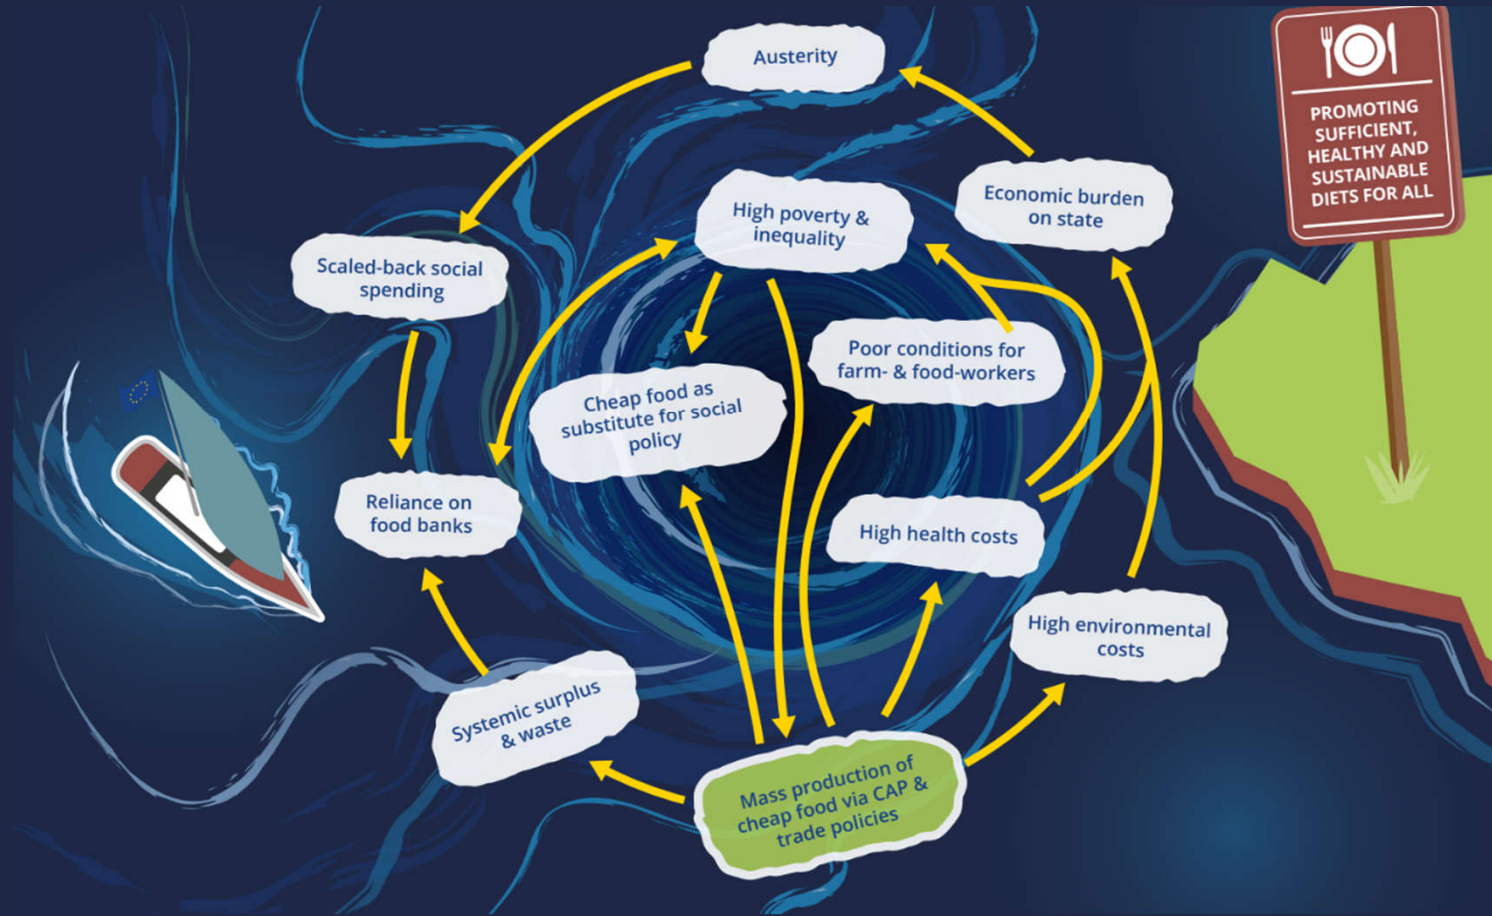 Austerity
PROMOTING
SUFFICIENT,
HEALTHY AND
SUSTAINABLE
DIETS FOR ALL
Economic burden
on state
High poverty &
inequality
Scaled-back social
spending
Poor conditions for
farm- & food-workers
Cheap food as
substitute for social
policy
Reliance on
food banks
High health costs
High environmental
costs
Systemic surplus
& waste
Mass production of
cheap food via CAP &
trade policies